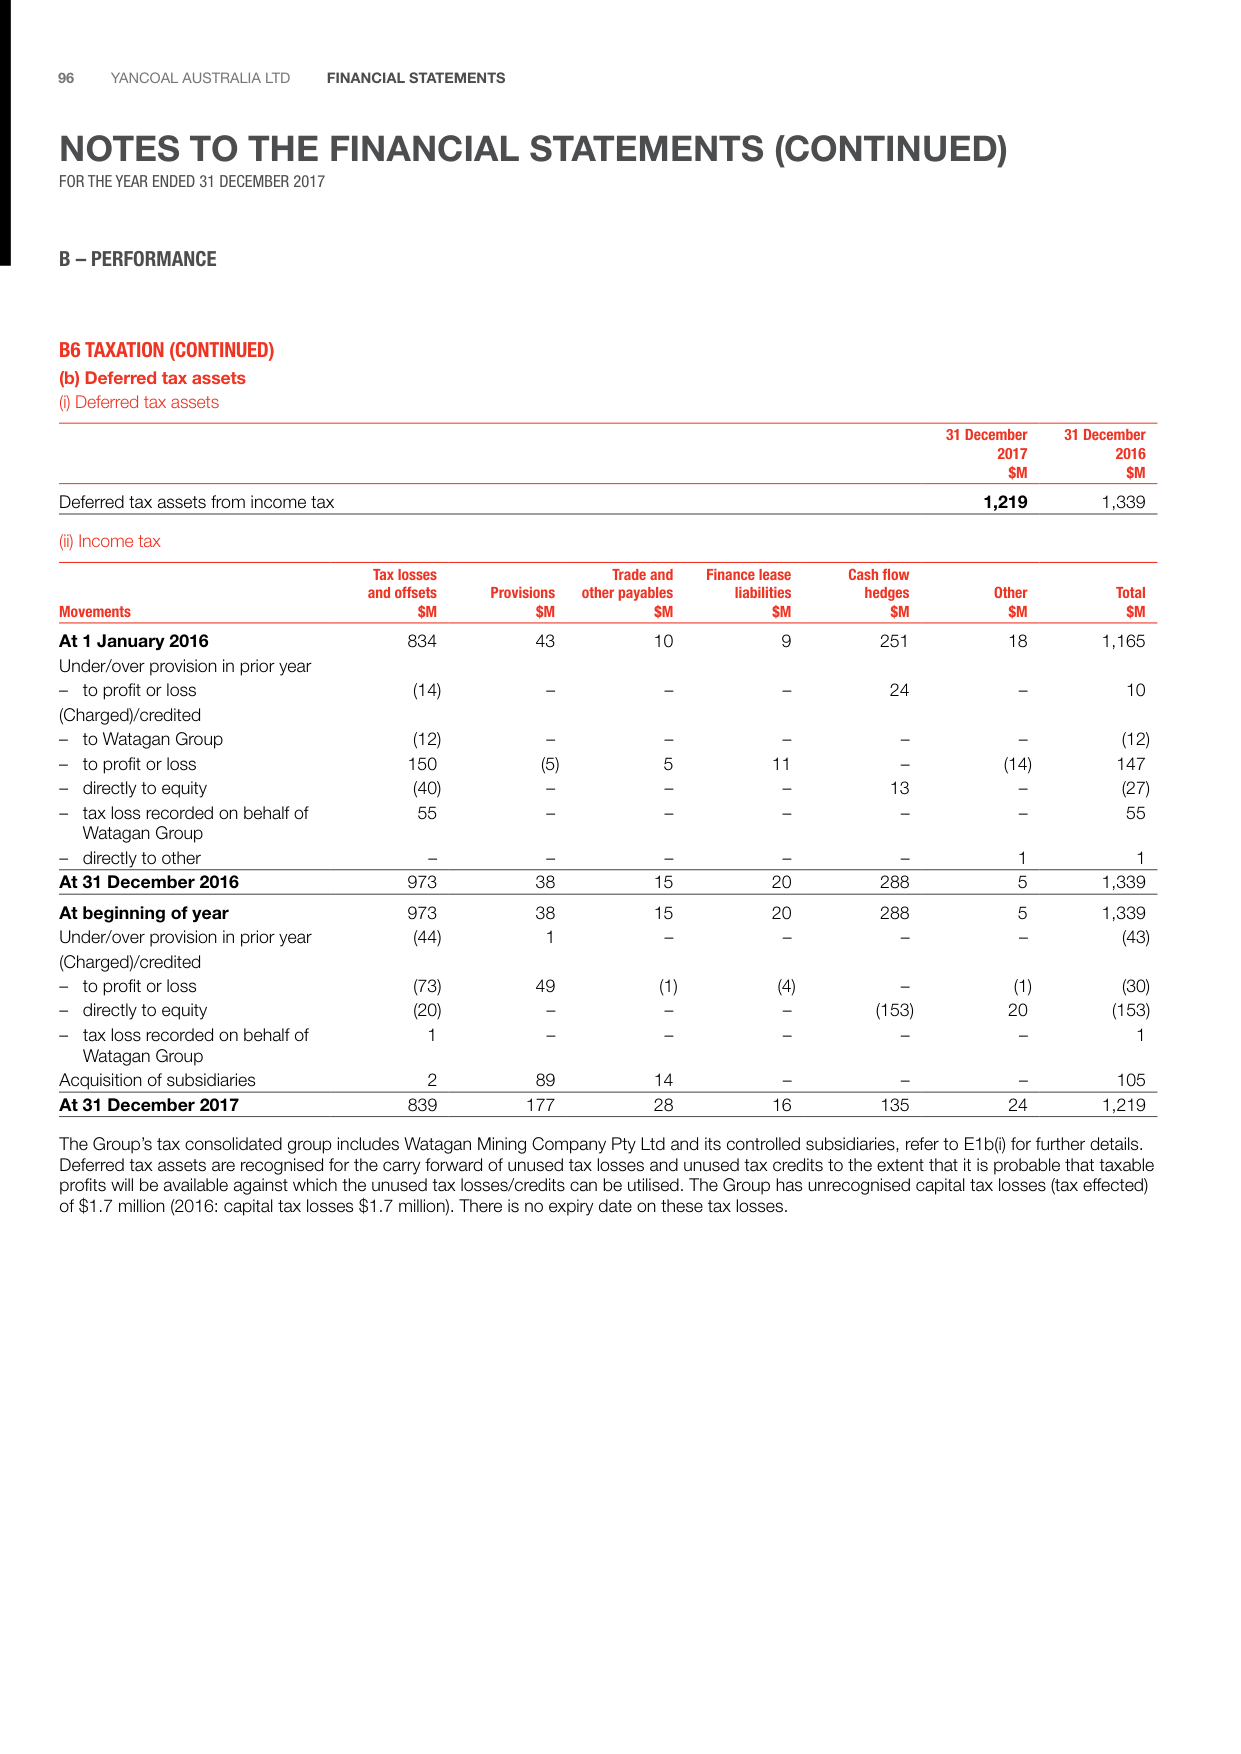 96 YANCOAL AUSTRALIA LTD FINANCIAL STATEMENTS
NOTES TO THE FINANCIAL STATEMENTS (CONTINUED)
FOR THE YEAR ENDED 31 DECEMBER 2017
B – PERFORMANCE
B6 TAXATION (CONTINUED)
(b) Deferred tax assets
(i) Deferred tax assets
31 December 31 December
2017 2016
$M $M
Deferred tax assets from income tax 1,219 1,339
(ii) Income tax
Tax losses Trade and Finance lease Cash flow
and offsets Provisions other payables liabilities hedges Other Total
Movements $M $M $M $M $M $M $M
At 1 January 2016 834 43 10 9 251 18 1,165
Under/over provision in prior year
– to profit or loss (14) – – – 24 – 10
(Charged)/credited
– to Watagan Group (12) – – – – – (12)
– to profit or loss 150 (5) 5 11 – (14) 147
– directly to equity (40) – – – 13 – (27)
– tax loss recorded on behalf of 55 – – – – – 55
Watagan Group
– directly to other – – – – – 1 1
At 31 December 2016 973 38 15 20 288 5 1,339
At beginning of year 973 38 15 20 288 5 1,339
Under/over provision in prior year (44) 1 – – – – (43)
(Charged)/credited
– to profit or loss (73) 49 (1) (4) – (1) (30)
– directly to equity (20) – – – (153) 20 (153)
– tax loss recorded on behalf of 1 – – – – – 1
Watagan Group
Acquisition of subsidiaries 2 89 14 – – – 105
At 31 December 2017 839 177 28 16 135 24 1,219
The Group’s tax consolidated group includes Watagan Mining Company Pty Ltd and its controlled subsidiaries, refer to E1b(i) for further details.
Deferred tax assets are recognised for the carry forward of unused tax losses and unused tax credits to the extent that it is probable that taxable
profits will be available against which the unused tax losses/credits can be utilised. The Group has unrecognised capital tax losses (tax effected)
of $1.7 million (2016: capital tax losses $1.7 million). There is no expiry date on these tax losses.